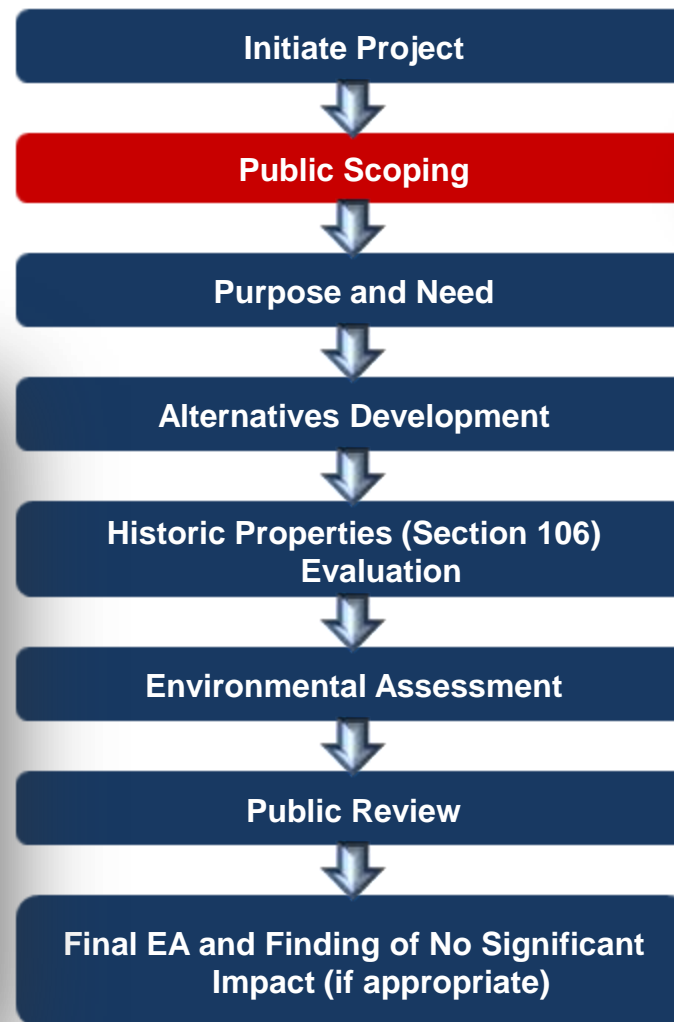 Initiate Project
Public Scoping
Purpose and Need
Alternatives Development
Historic Properties (Section 106)
Evaluation
Environmental Assessment
Public Review
Final EA and Finding of No Significant
Impact (if appropriate)